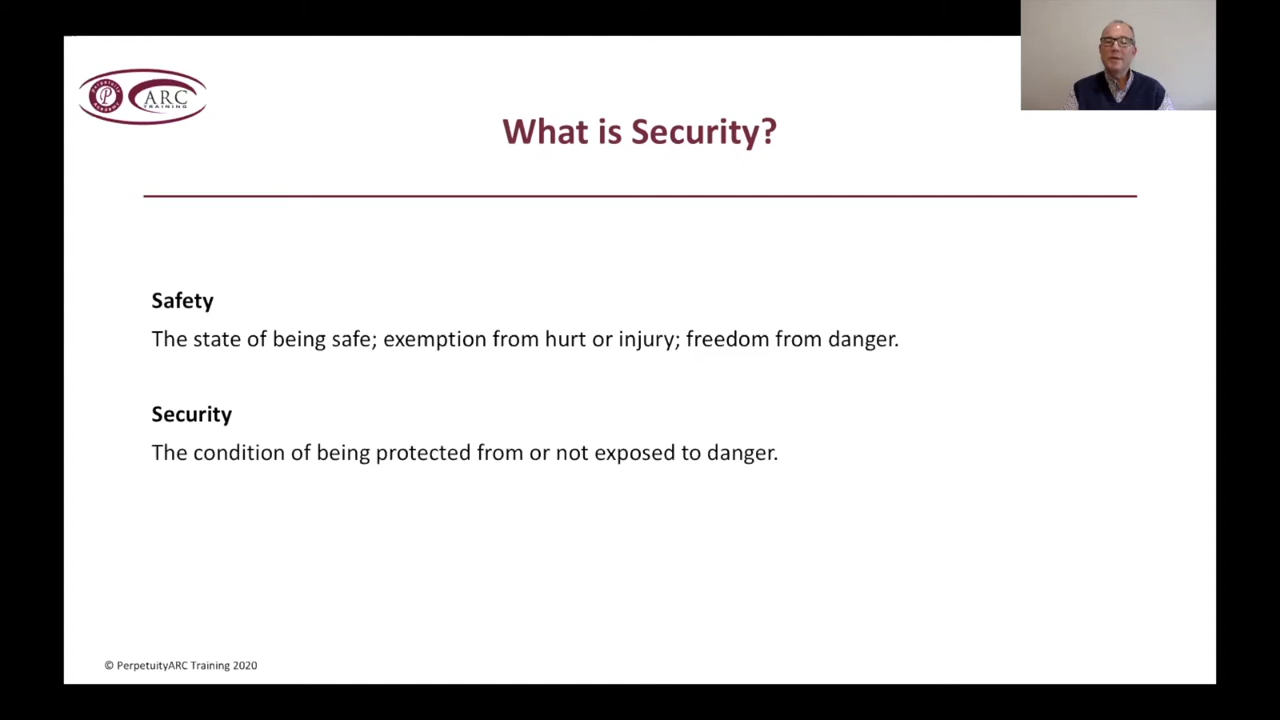 ARC
TRAINING
What is Security?
Safety
The state of being safe; exemption from hurt or injury; freedom from danger.
Security
The condition of being protected from or not exposed to danger.
© PerpetuityARC Training 2020